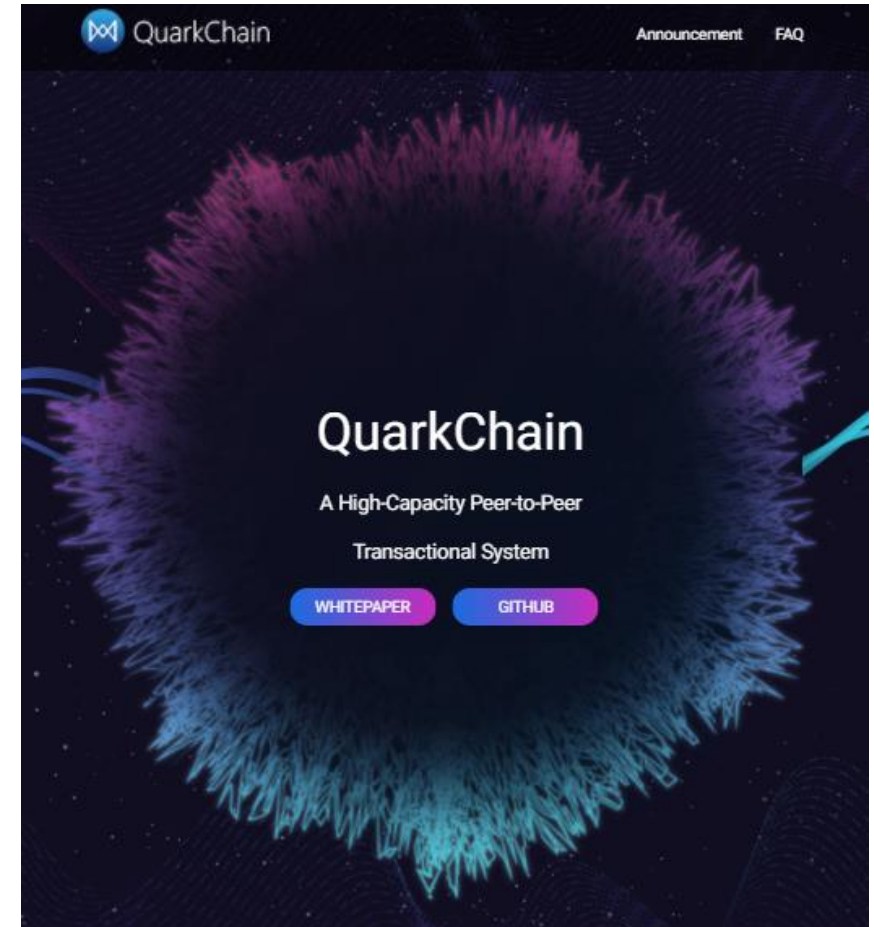 QuarkChain
Announcement FAQ
QuarkChain
A High-Capacity Peer-to-Peer
Transactional System
WHITEPAPER GITHUB